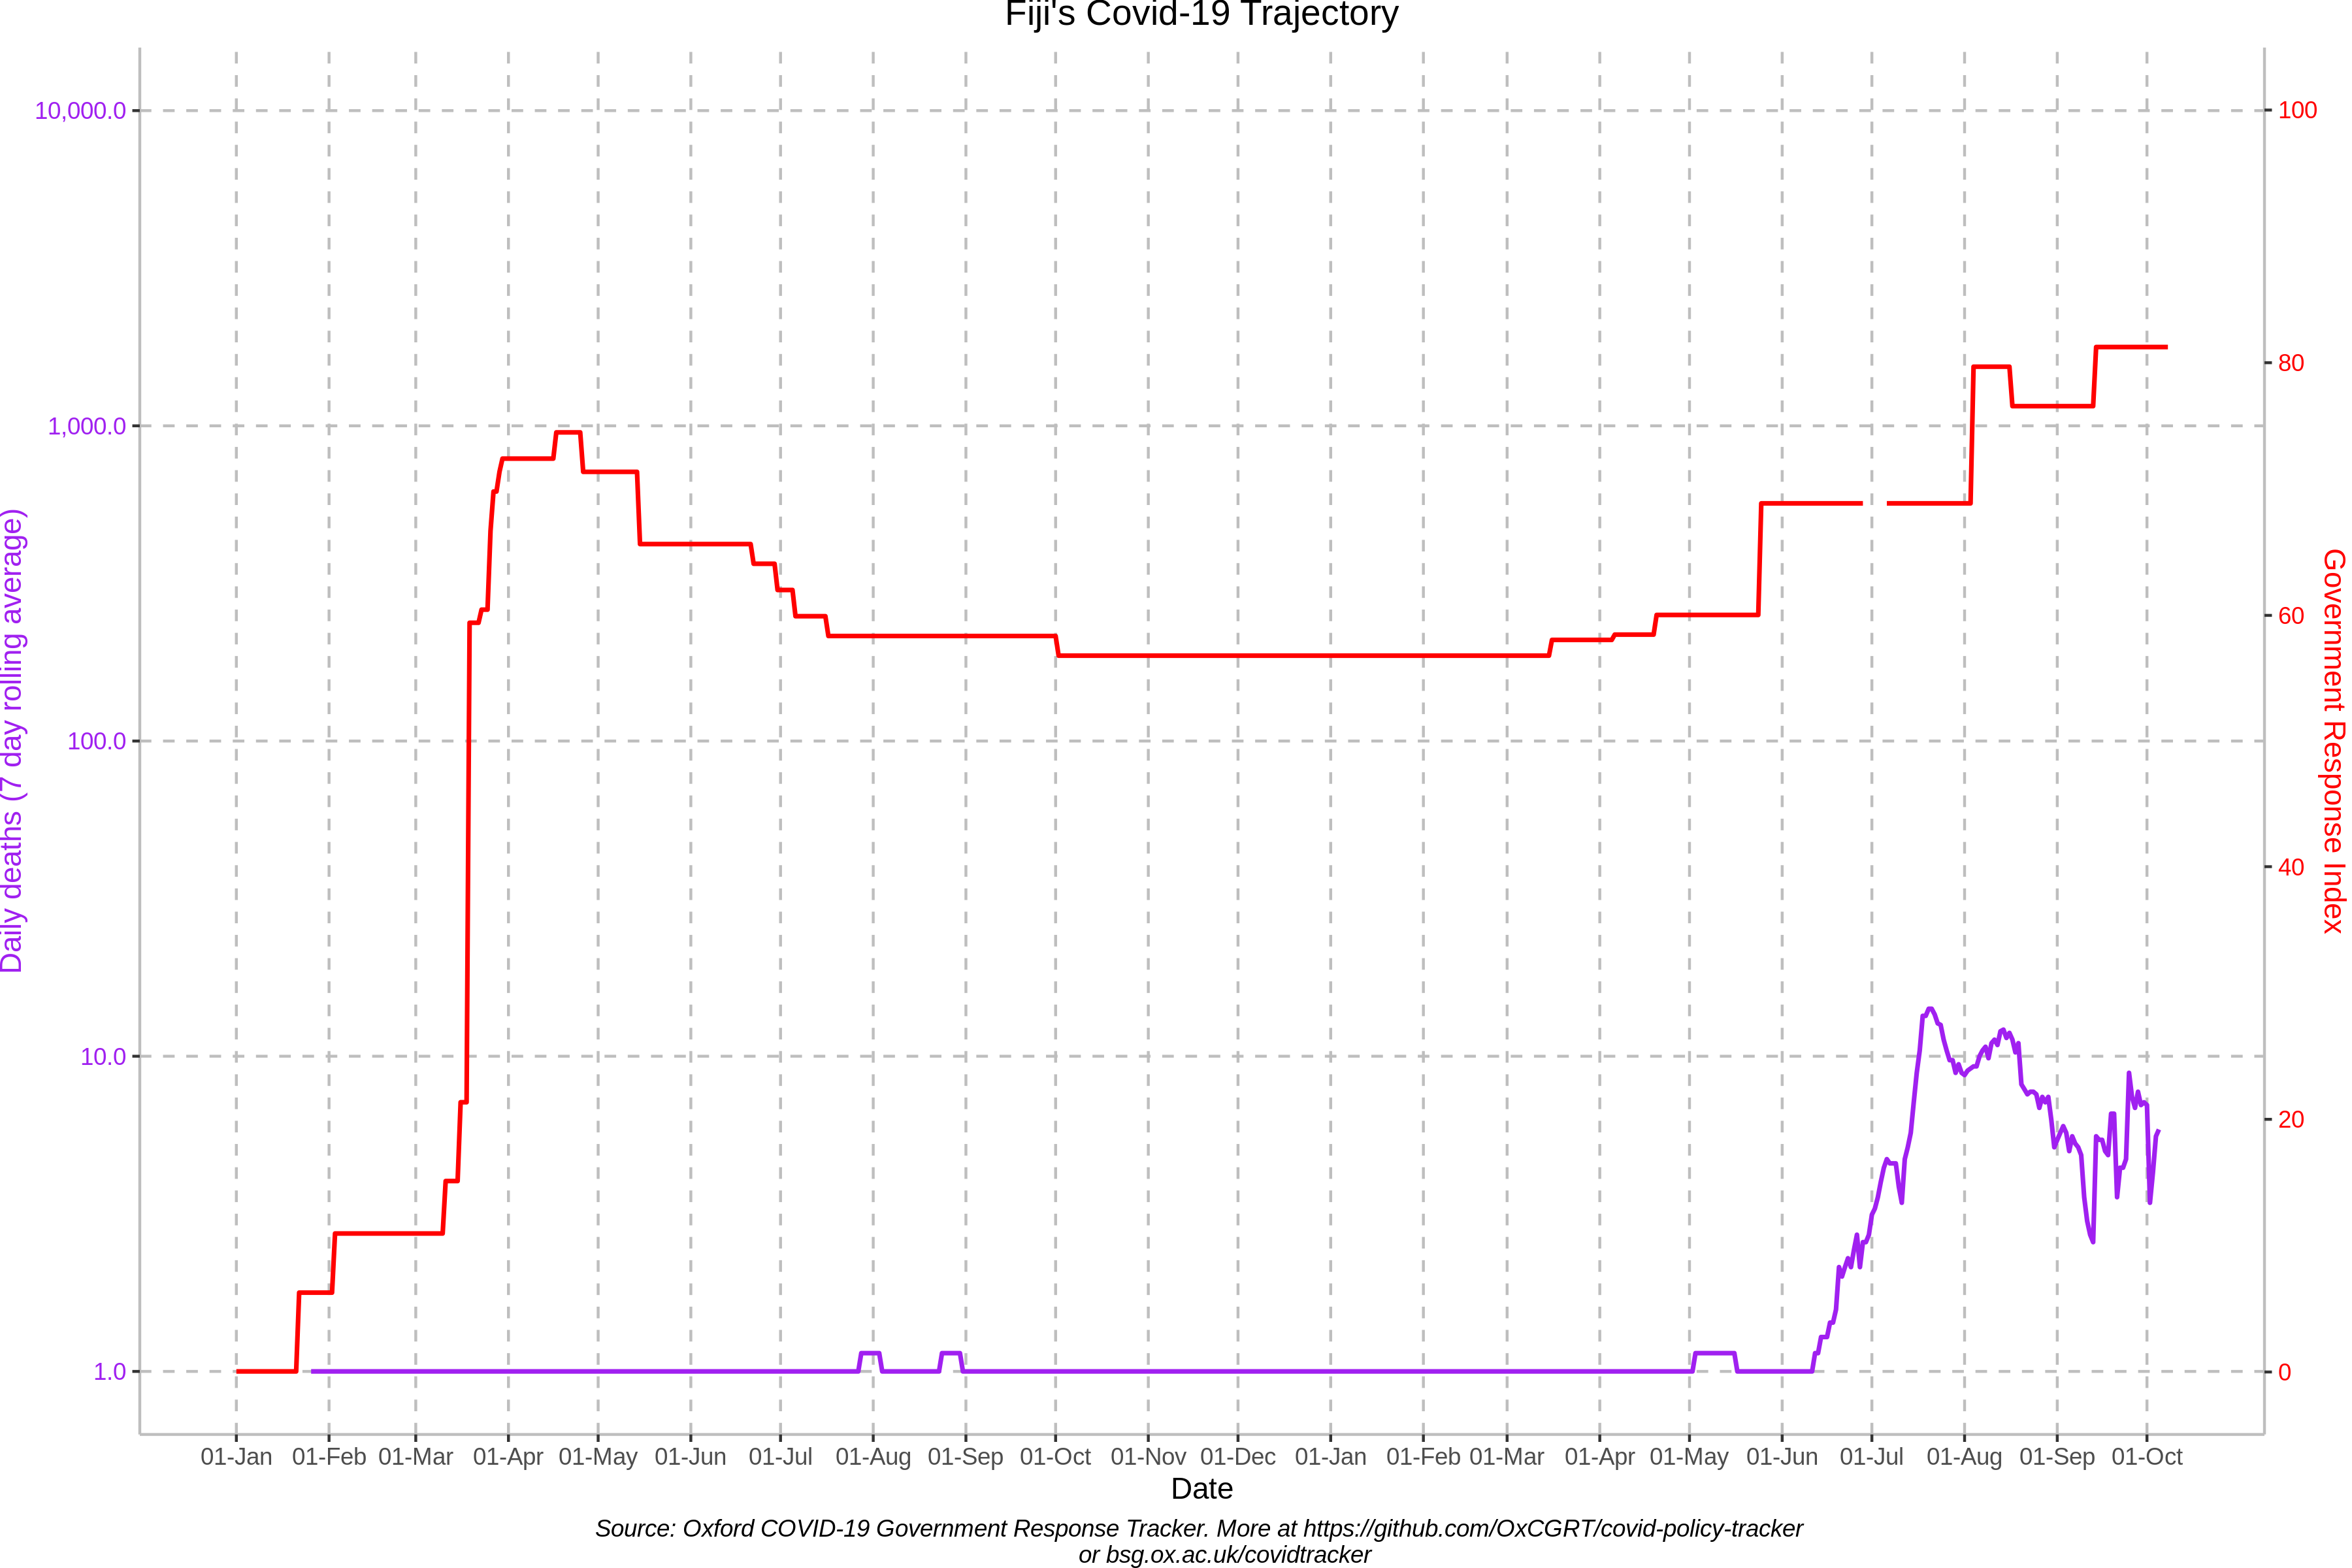 Fiji's Covid-19 Trajectory
10,000.0
1,000.0
100.0
10.0
1.0
Daily deaths (7 day rolling average)
100
80
60
40
20
0
Government Response Index
01-Jan 01-Feb 01-Mar 01-Apr 01-May 01-Jun 01-Jul 01-Aug 01-Sep 01-Oct 01-Nov 01-Dec 01-Jan 01-Feb 01-Mar 01-Apr 01-May 01-Jun 01-Jul 01-Aug 01-Sep 01-Oct
Date
Source: Oxford COVID-19 Government Response Tracker. More at https://github.com/OxCGRT/covid-policy-tracker
or bsg.ox.ac.uk/covidtracker